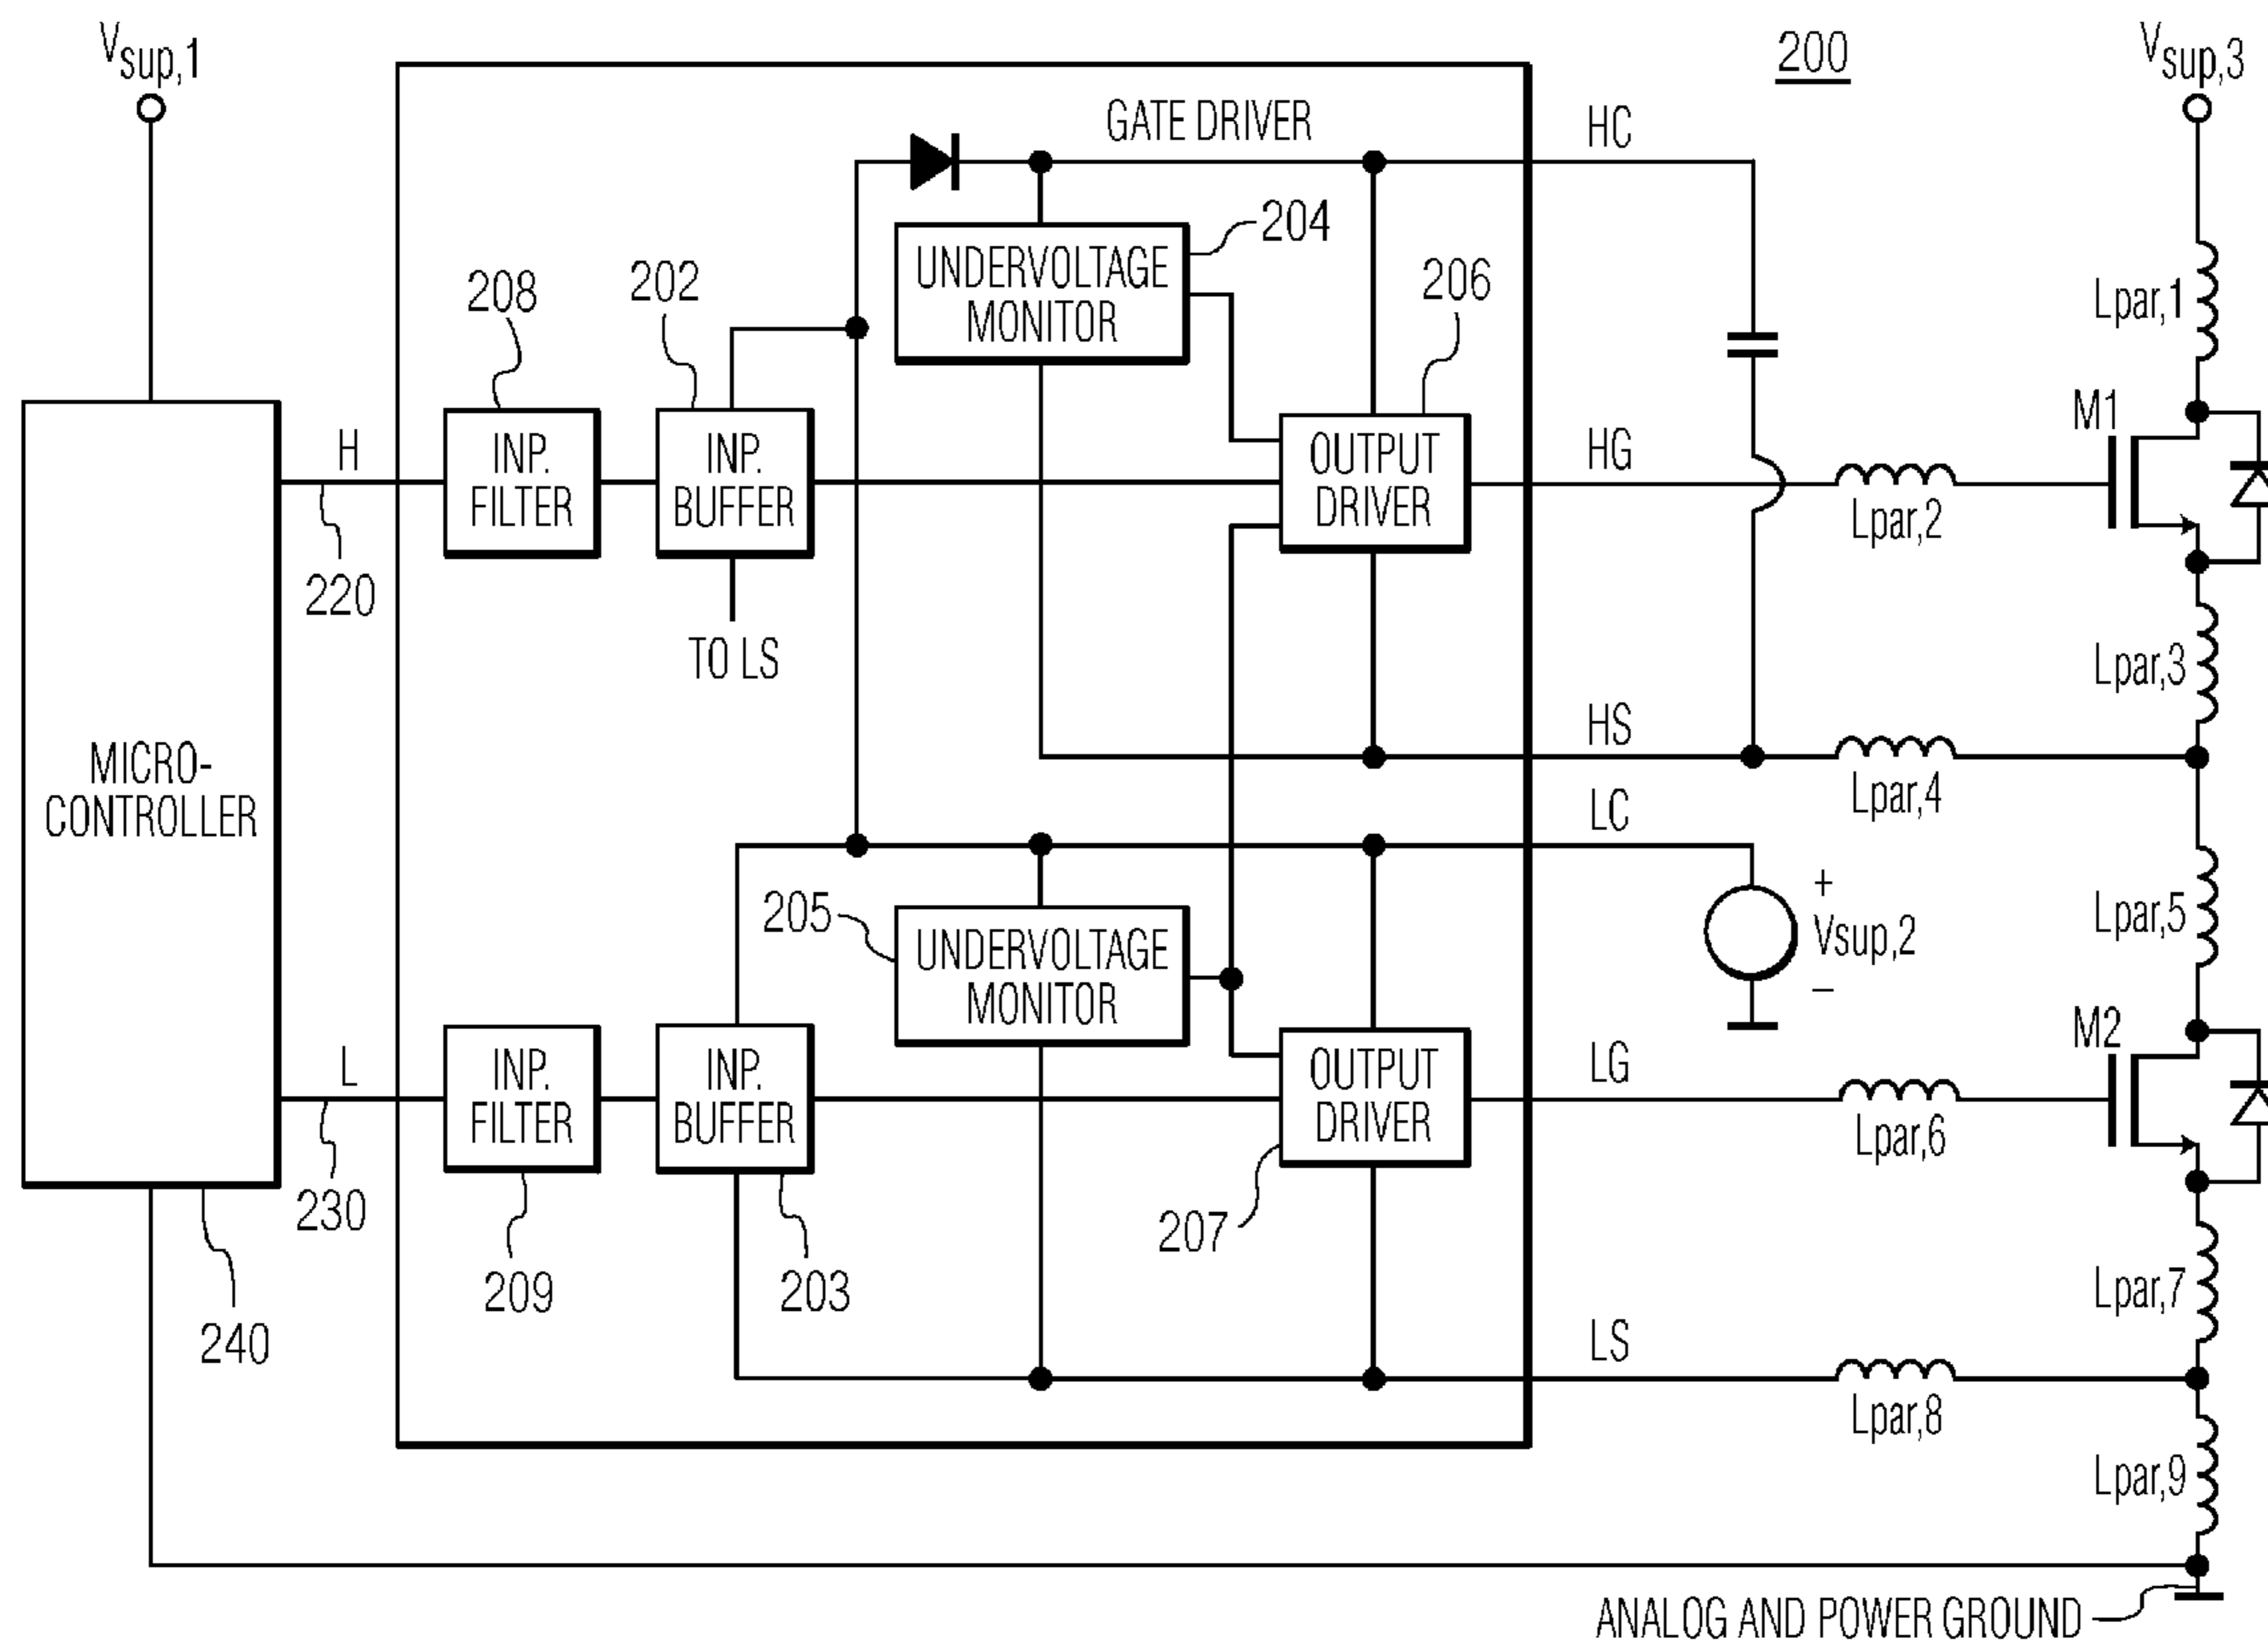 Vsup,1
200
Vsup,3
GATE DRIVER
HC
204
UNDERVOLTAGE
MONITOR
208
202
206
Lpar,1
M1
H
INP.
FILTER
INP.
BUFFER
OUTPUT
DRIVER
HG
Lpar,2
220
TO LS
Lpar,3
HS
MICRO-
CONTROLLER
LC
Lpar,4
205
UNDERVOLTAGE
MONITOR
+
Vsup,2
–
Lpar,5
M2
L
INP.
FILTER
INP.
BUFFER
OUTPUT
DRIVER
LG
Lpar,6
230
207
209
203
Lpar,7
240
LS
Lpar,8
Lpar,9
ANALOG AND POWER GROUND